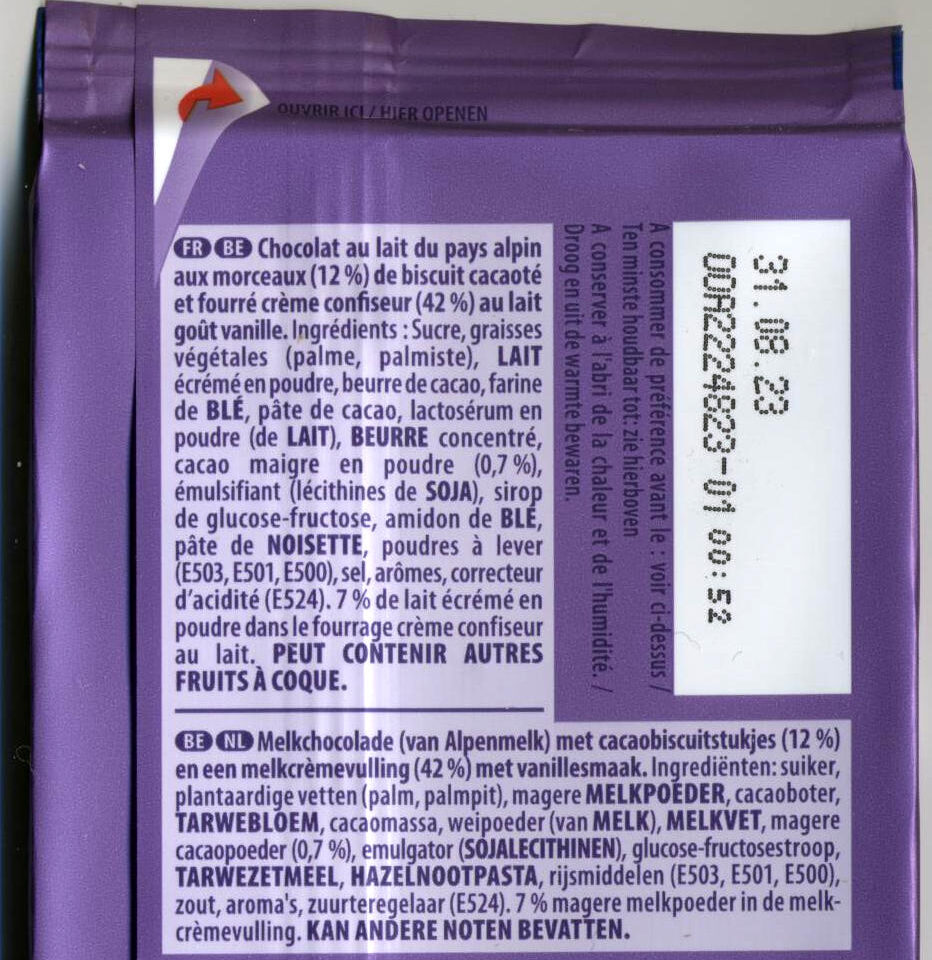 OUVRIR ICI / HIER OPENEN
FR BE Chocolat au lait du pays alpin
aux morceaux (12 %) de biscuit cacaoté
et fourré crème confiseur (42 %) au lait
goût vanille. Ingrédients : Sucre, graisses
végétales (palme, palmiste), LAIT
écrémé en poudre, beurre de cacao, farine
de BLÉ, pâte de cacao, lactosérum en
poudre (de LAIT), BEURRE concentré,
cacao maigre en poudre (0,7 %),
émulsifiant (lécithines de SOJA), sirop
de glucose-fructose, amidon de BLÉ,
pâte de NOISETTE, poudres à lever
(E503, E501, E500), sel, arômes, correcteur
d'acidité (E524). 7 % de lait écrémé en
poudre dans le fourrage crème confiseur
au lait. PEUT CONTENIR AUTRES
FRUITS À COQUE.
A consommer de préférence avant le : voir ci-dessus /
Ten minste houdbaar tot: zie hierboven
A conserver à l'abri de la chaleur et de l'humidité. /
Droog en uit de warmte bewaren.
31.08.23
OOA2224823-01 00:52
BE NL Melkchocolade (van Alpenmelk) met cacaobiscuitstukjes (12 %)
en een melkcrèmevulling (42 %) met vanillesmaak. Ingrediënten: suiker,
plantaardige vetten (palm, palmpit), magere MELKPOEDER, cacaoboter,
TARWEBLOEM, cacaomassa, weipoeder (van MELK), MELKVET, magere
cacaopoeder (0,7 %), emulgator (SOJALECITHINEN), glucose-fructosestroop,
TARWEZETMEEL, HAZELNOOTPASTA, rijsmiddelen (E503, E501, E500),
zout, aroma's, zuurteregelaar (E524). 7 % magere melkpoeder in de melk-
crèmevulling. KAN ANDERE NOTEN BEVATTEN.